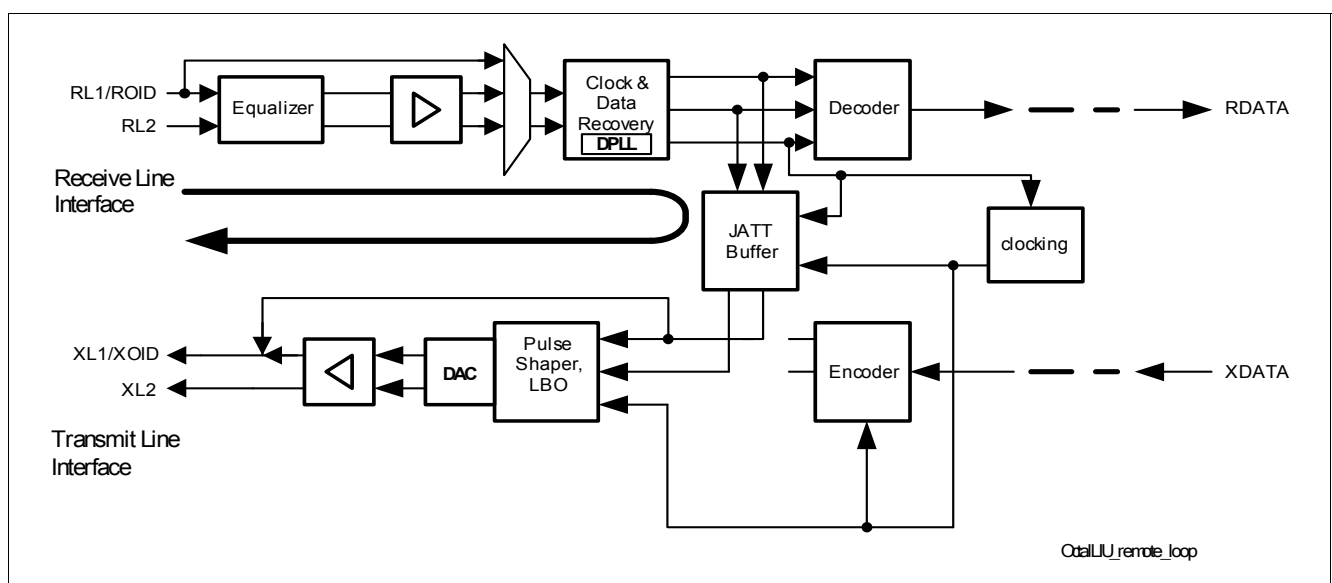 RL1/ROID
RL2
Equalizer
Clock &
Data
Recovery
DPLL
Decoder
RDATA
Receive Line
Interface
JATT
Buffer
clocking
XL1/XOID
XL2
DAC
Pulse
Shaper,
LBO
Encoder
XDATA
Transmit Line
Interface
OctalLIU_remote_loop